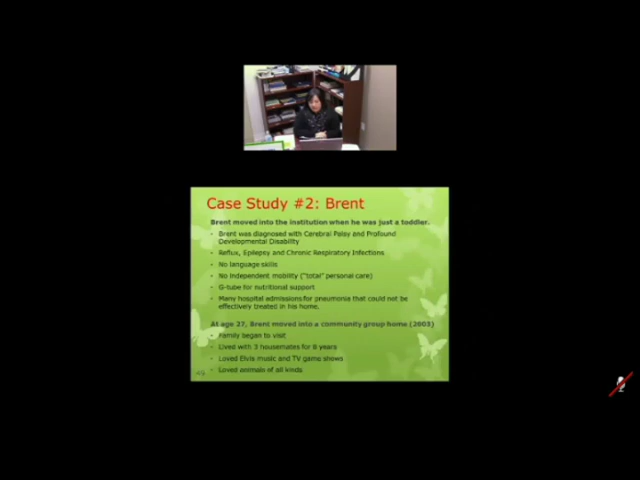 Case Study #2: Brent
Brent moved into the institution when he was just a toddler.
Brent was diagnosed with Cerebral Palsy and Profound
Developmental Disability
Reflux, Epilepsy and Chronic Respiratory Infections
No language skills
No independent mobility ("total" personal care)
G-tube for nutritional support
Many hospital admissions for pneumonia that could not be
effectively treated in his home.
At age 27, Brent moved into a community group home (2003)
Family began to visit
Lived with 3 housemates for 8 years
Loved Elvis music and TV game shows
Loved animals of all kinds